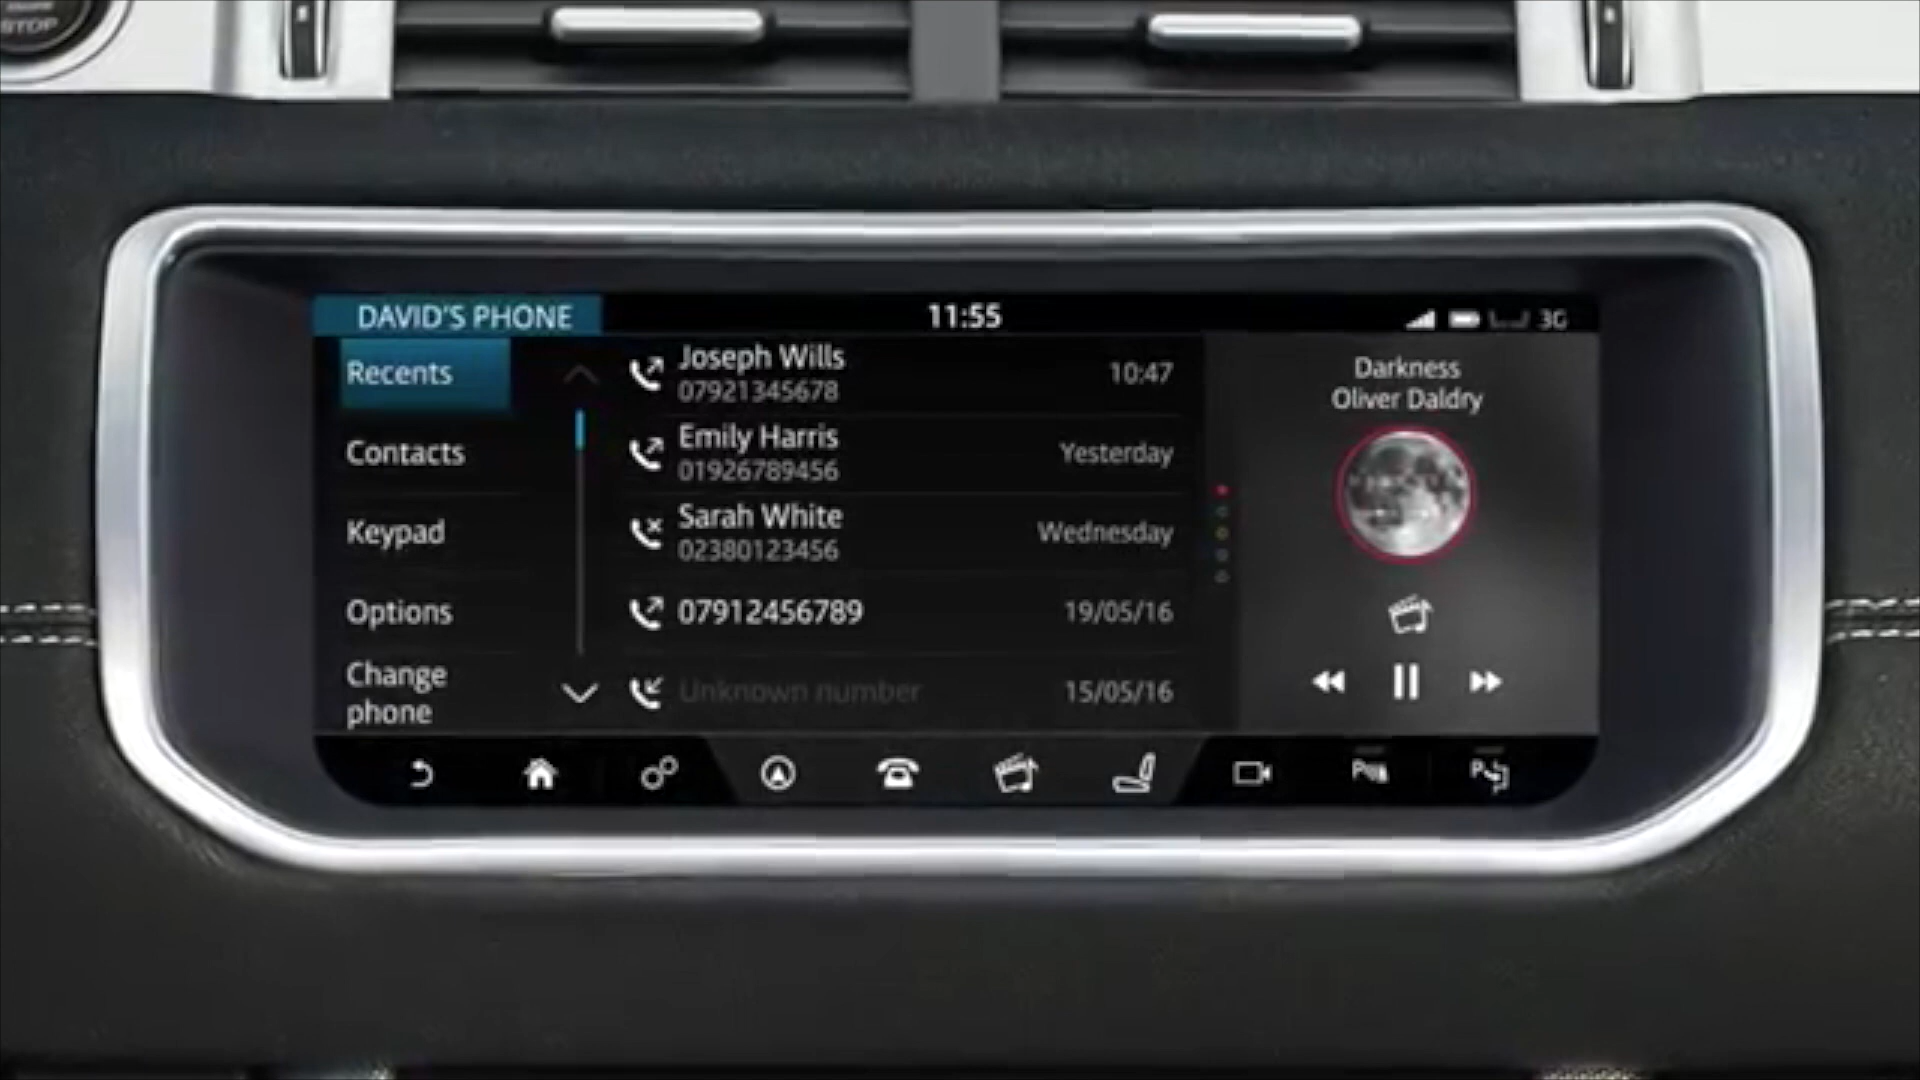 STOP
DAVID'S PHONE
11:55
3G
Recents
Contacts
Keypad
Options
Change
phone
Joseph Wills
07921345678
10:47
Emily Harris
01926789456
Yesterday
Sarah White
02380123456
Wednesday
07912456789
19/05/16
Unknown number
15/05/16
Darkness
Oliver Daldry
P
P